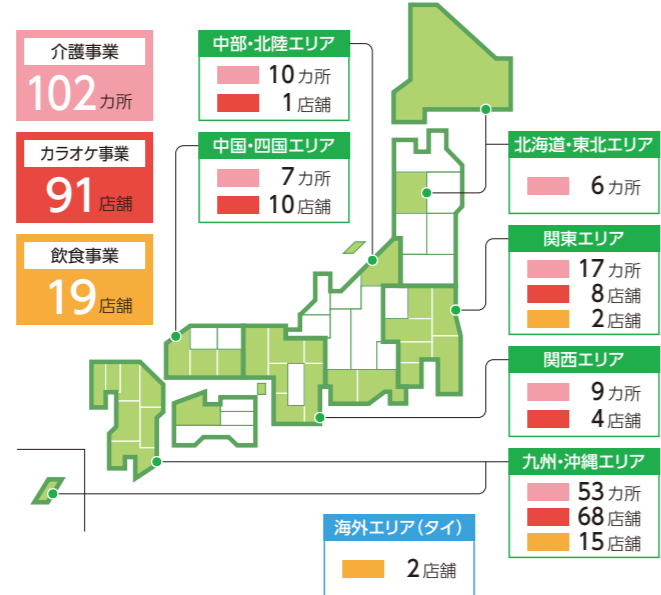 介護事業
102カ所
カラオケ事業
91店舗
飲食事業
19店舗
中部・北陸エリア
10カ所
1店舗
中国・四国エリア
7カ所
10店舗
北海道・東北エリア
6カ所
関東エリア
17カ所
8店舗
2店舗
関西エリア
9カ所
4店舗
九州・沖縄エリア
53カ所
68店舗
15店舗
海外エリア(タイ)
2店舗